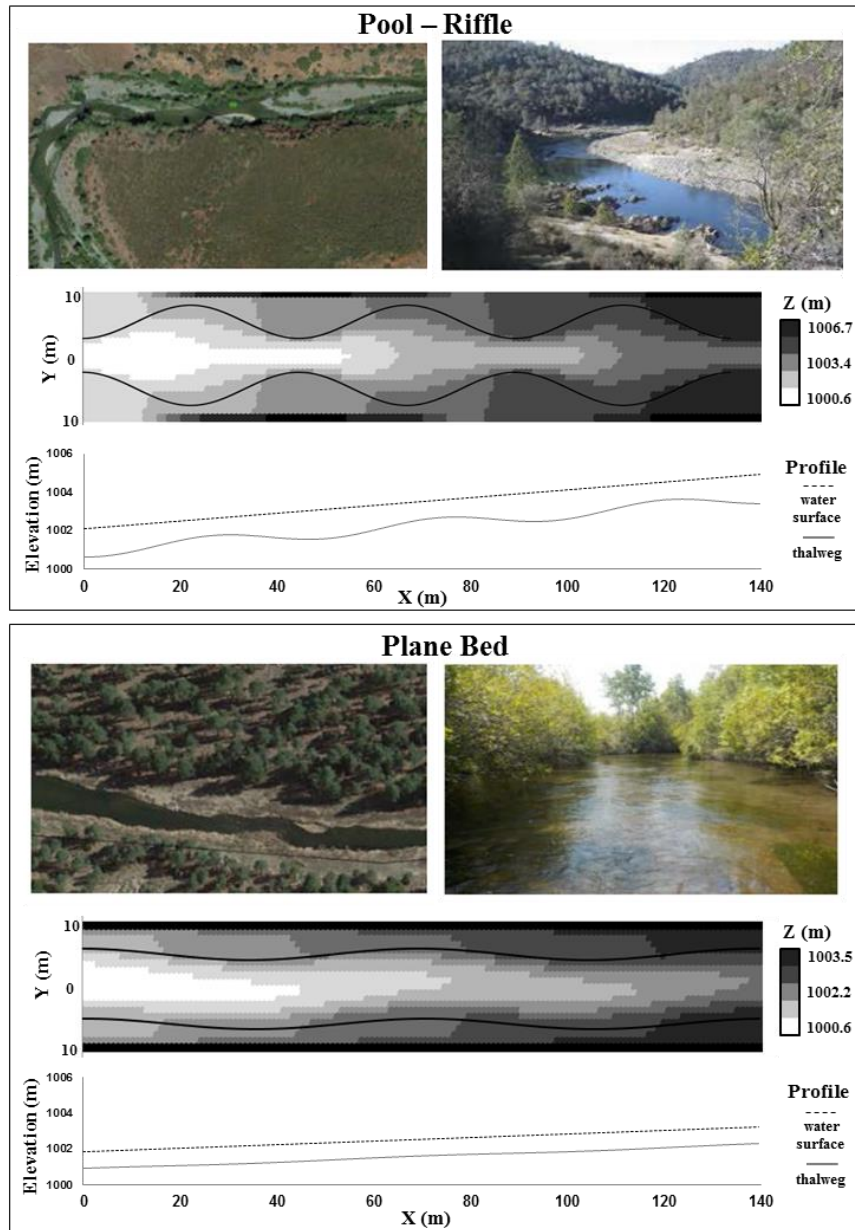 Pool – Riffle
10
0
10
Y (m)
Z (m)
1006.7
1003.4
1000.6
1006
1004
1002
1000
Elevation (m)
0 20 40 60 80 100 120 140
X (m)
Profile
water
surface
thalweg
Plane Bed
10
0
10
Y (m)
Z (m)
1003.5
1002.2
1000.6
1006
1004
1002
1000
Elevation (m)
0 20 40 60 80 100 120 140
X (m)
Profile
water
surface
thalweg